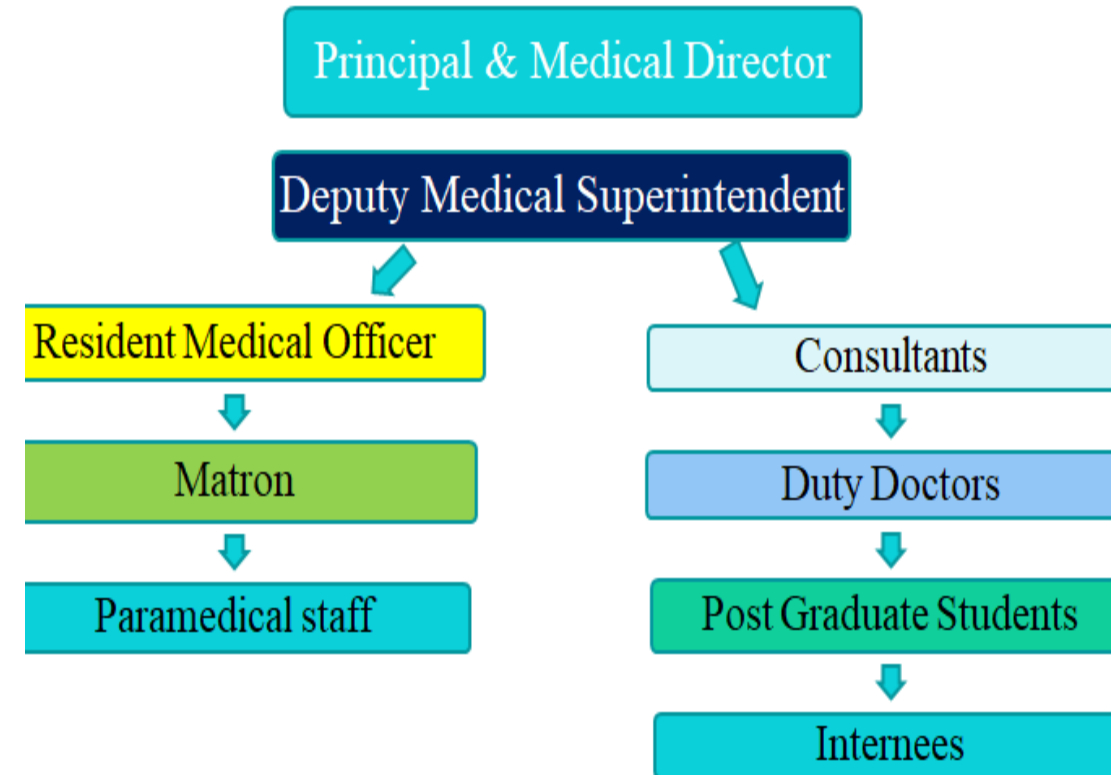 Principal & Medical Director
Deputy Medical Superintendent
Resident Medical Officer
Matron
Paramedical staff
Consultants
Duty Doctors
Post Graduate Students
Internees